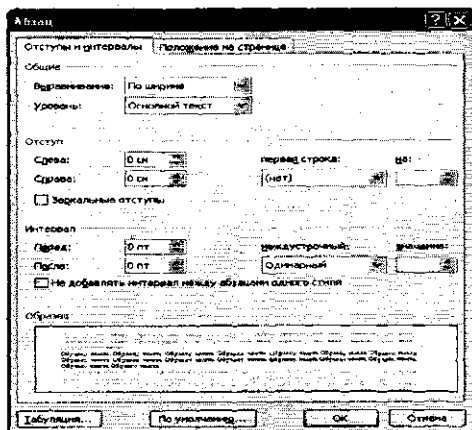 Абзац
Отступы и интервалы Положение на странице
Общие
Выравнивание: По ширине
Уровень: Основной текст
Отступ
Слева: 0 см первая строка: на:
Справа: 0 см (нет)
Зеркальные отступы
Интервал
Перед: 0 пт междустрочный: значение:
После: 0 пт Одинарный
Не добавлять интервал между абзацами одного стиля
Образец
Табуляция... По умолчанию... ОК Отмена